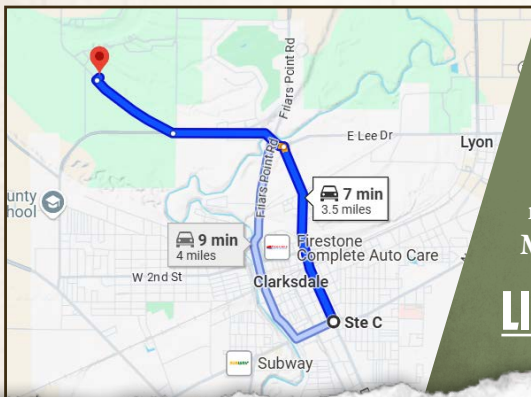 Friars Point Rd
E Lee Dr
Lyon
Friars Point Rd
7 min
3.5 miles
9 min
4 miles
Firestone
Complete Auto Care
W 2nd St
Clarksdale
Ste C
Subway